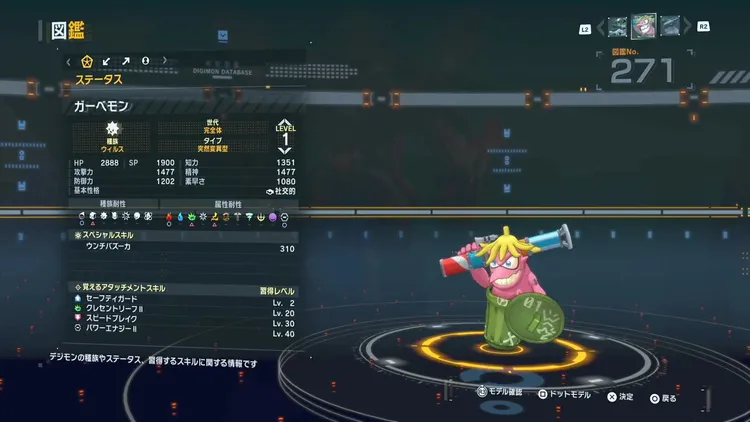 図鑑
L2
R2
図鑑No.
271
DIGIMON DATABASE
ステータス
ガーベモン
種族
ウィルス
世代
完全体
タイプ
突然変異型
LEVEL
1
HP 2888 SP 1900 知力 1351
攻撃力 1477 精神 1477
防御力 1202 素早さ 1080
基本性格 社交的
種族耐性 属性耐性
スペシャルスキル
ウンチバズーカ 310
覚えるアタッチメントスキル 習得レベル
セーフティガード Lv. 2
クレセントリーフⅡ Lv. 20
スピードブレイク Lv. 30
パワーエナジーⅡ Lv. 40
デジモンの種族やステータス、習得するスキルに関する情報です
R3 モデル確認 ドットモデル 決定 戻る